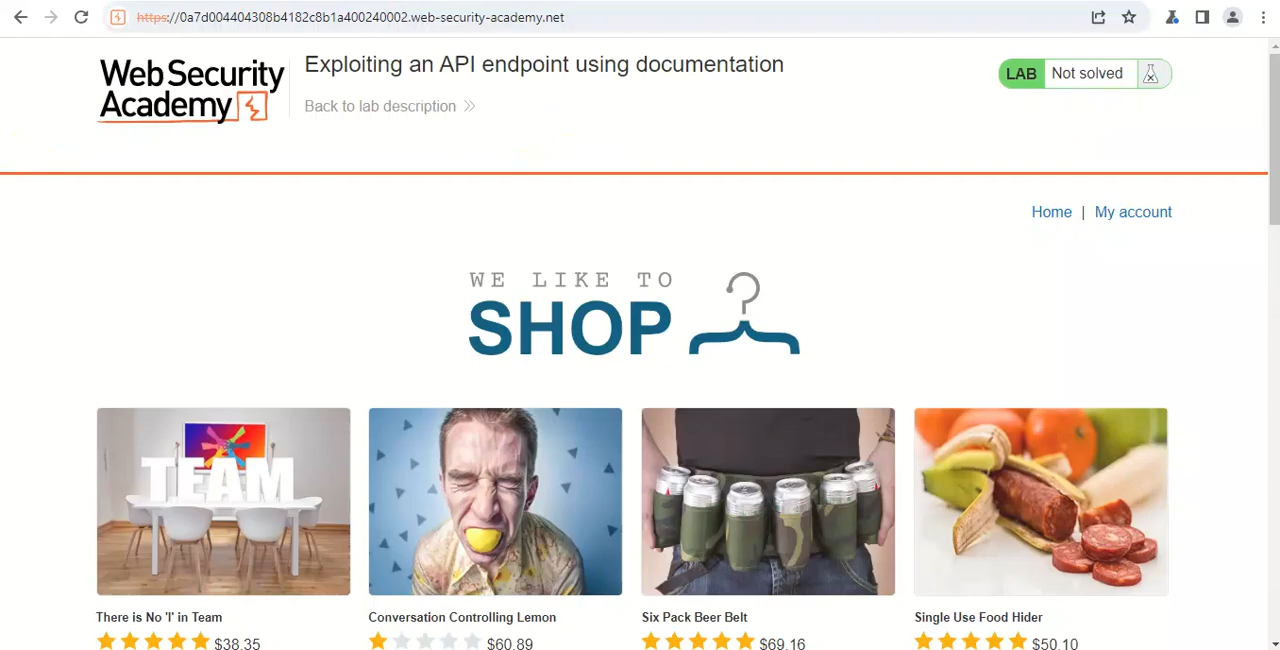 https://0a7d004404308b4182c8b1a400240002.web-security-academy.net
Web Security
Academy
Exploiting an API endpoint using documentation
Back to lab description
LAB Not solved
Home | My account
WE LIKE TO
SHOP
TEAM
There is No 'I' in Team
Conversation Controlling Lemon
Six Pack Beer Belt
Single Use Food Hider
$38.35
$60.89
$69.16
$50.10